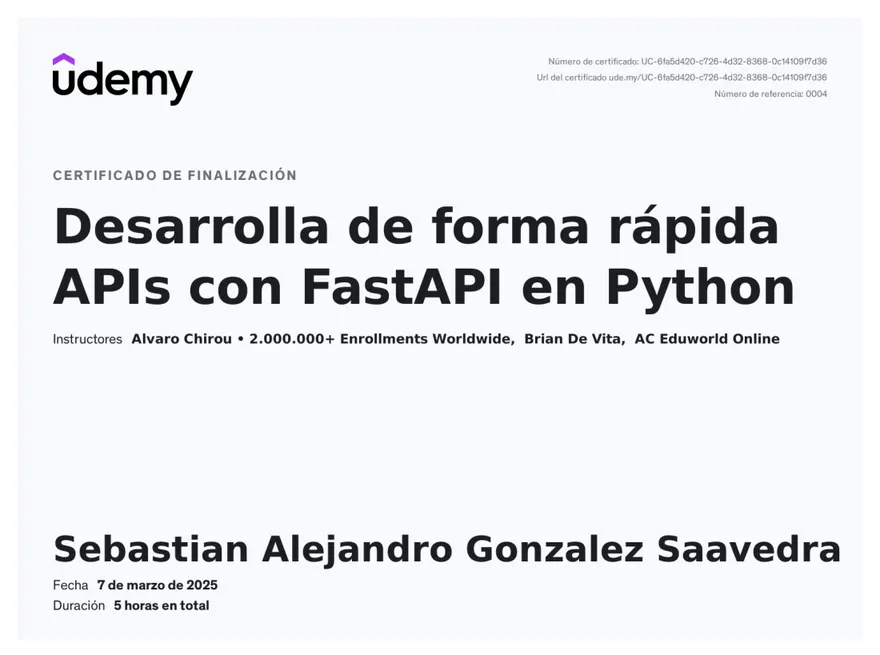 udemy
Número de certificado: UC-6fa5d420-c726-4d32-8368-0c14109f7d36
Url del certificado ude.my/UC-6fa5d420-c726-4d32-8368-0c14109f7d36
Número de referencia: 0004
CERTIFICADO DE FINALIZACIÓN
Desarrolla de forma rápida
APIs con FastAPI en Python
Instructores Alvaro Chirou • 2.000.000+ Enrollments Worldwide, Brian De Vita, AC Eduworld Online
Sebastian Alejandro Gonzalez Saavedra
Fecha 7 de marzo de 2025
Duración 5 horas en total